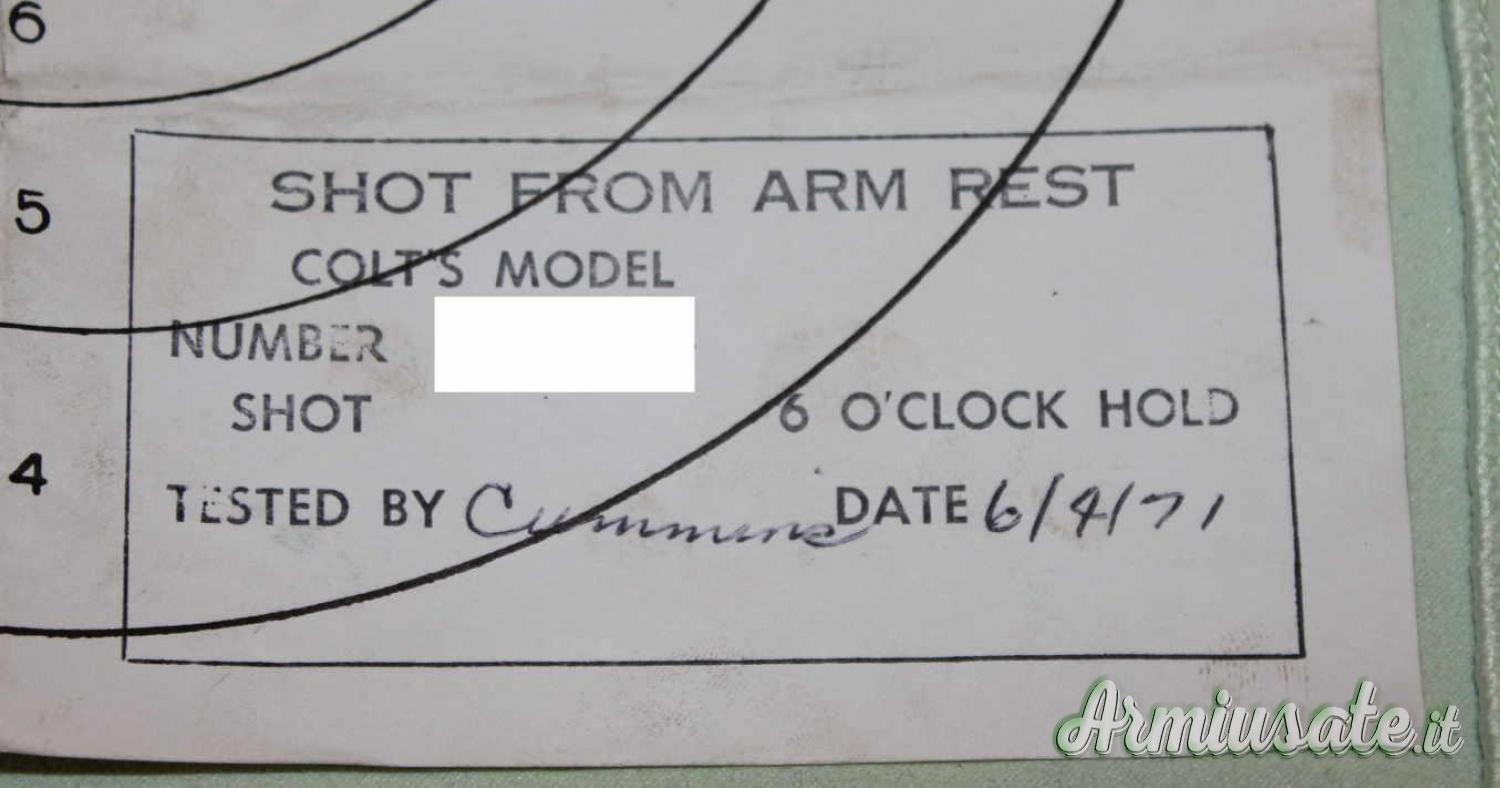 6
5
4
SHOT FROM ARM REST
COLT'S MODEL
NUMBER
SHOT 6 O'CLOCK HOLD
TESTED BY Cummins DATE 6/4/71
Armiusate.it